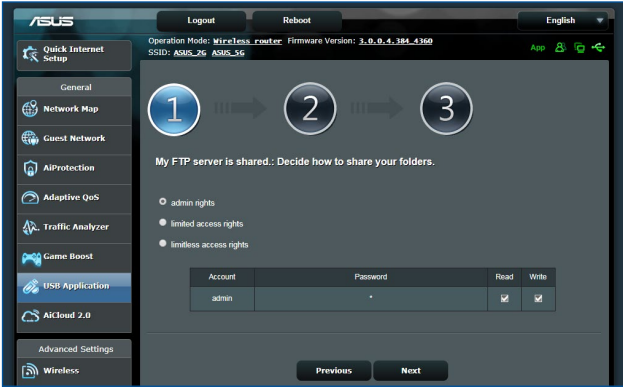 ASUS
Logout
Reboot
English
Quick Internet
Setup
Operation Mode: Wireless router Firmware Version: 3.0.0.4.384_4360
SSID: ASUS_2G ASUS_5G
App
General
Network Map
Guest Network
AiProtection
Adaptive QoS
Traffic Analyzer
Game Boost
USB Application
AiCloud 2.0
Advanced Settings
Wireless
1
2
3
My FTP server is shared.: Decide how to share your folders.
admin rights
limited access rights
limitless access rights
Account Password Read Write
admin *
Previous
Next